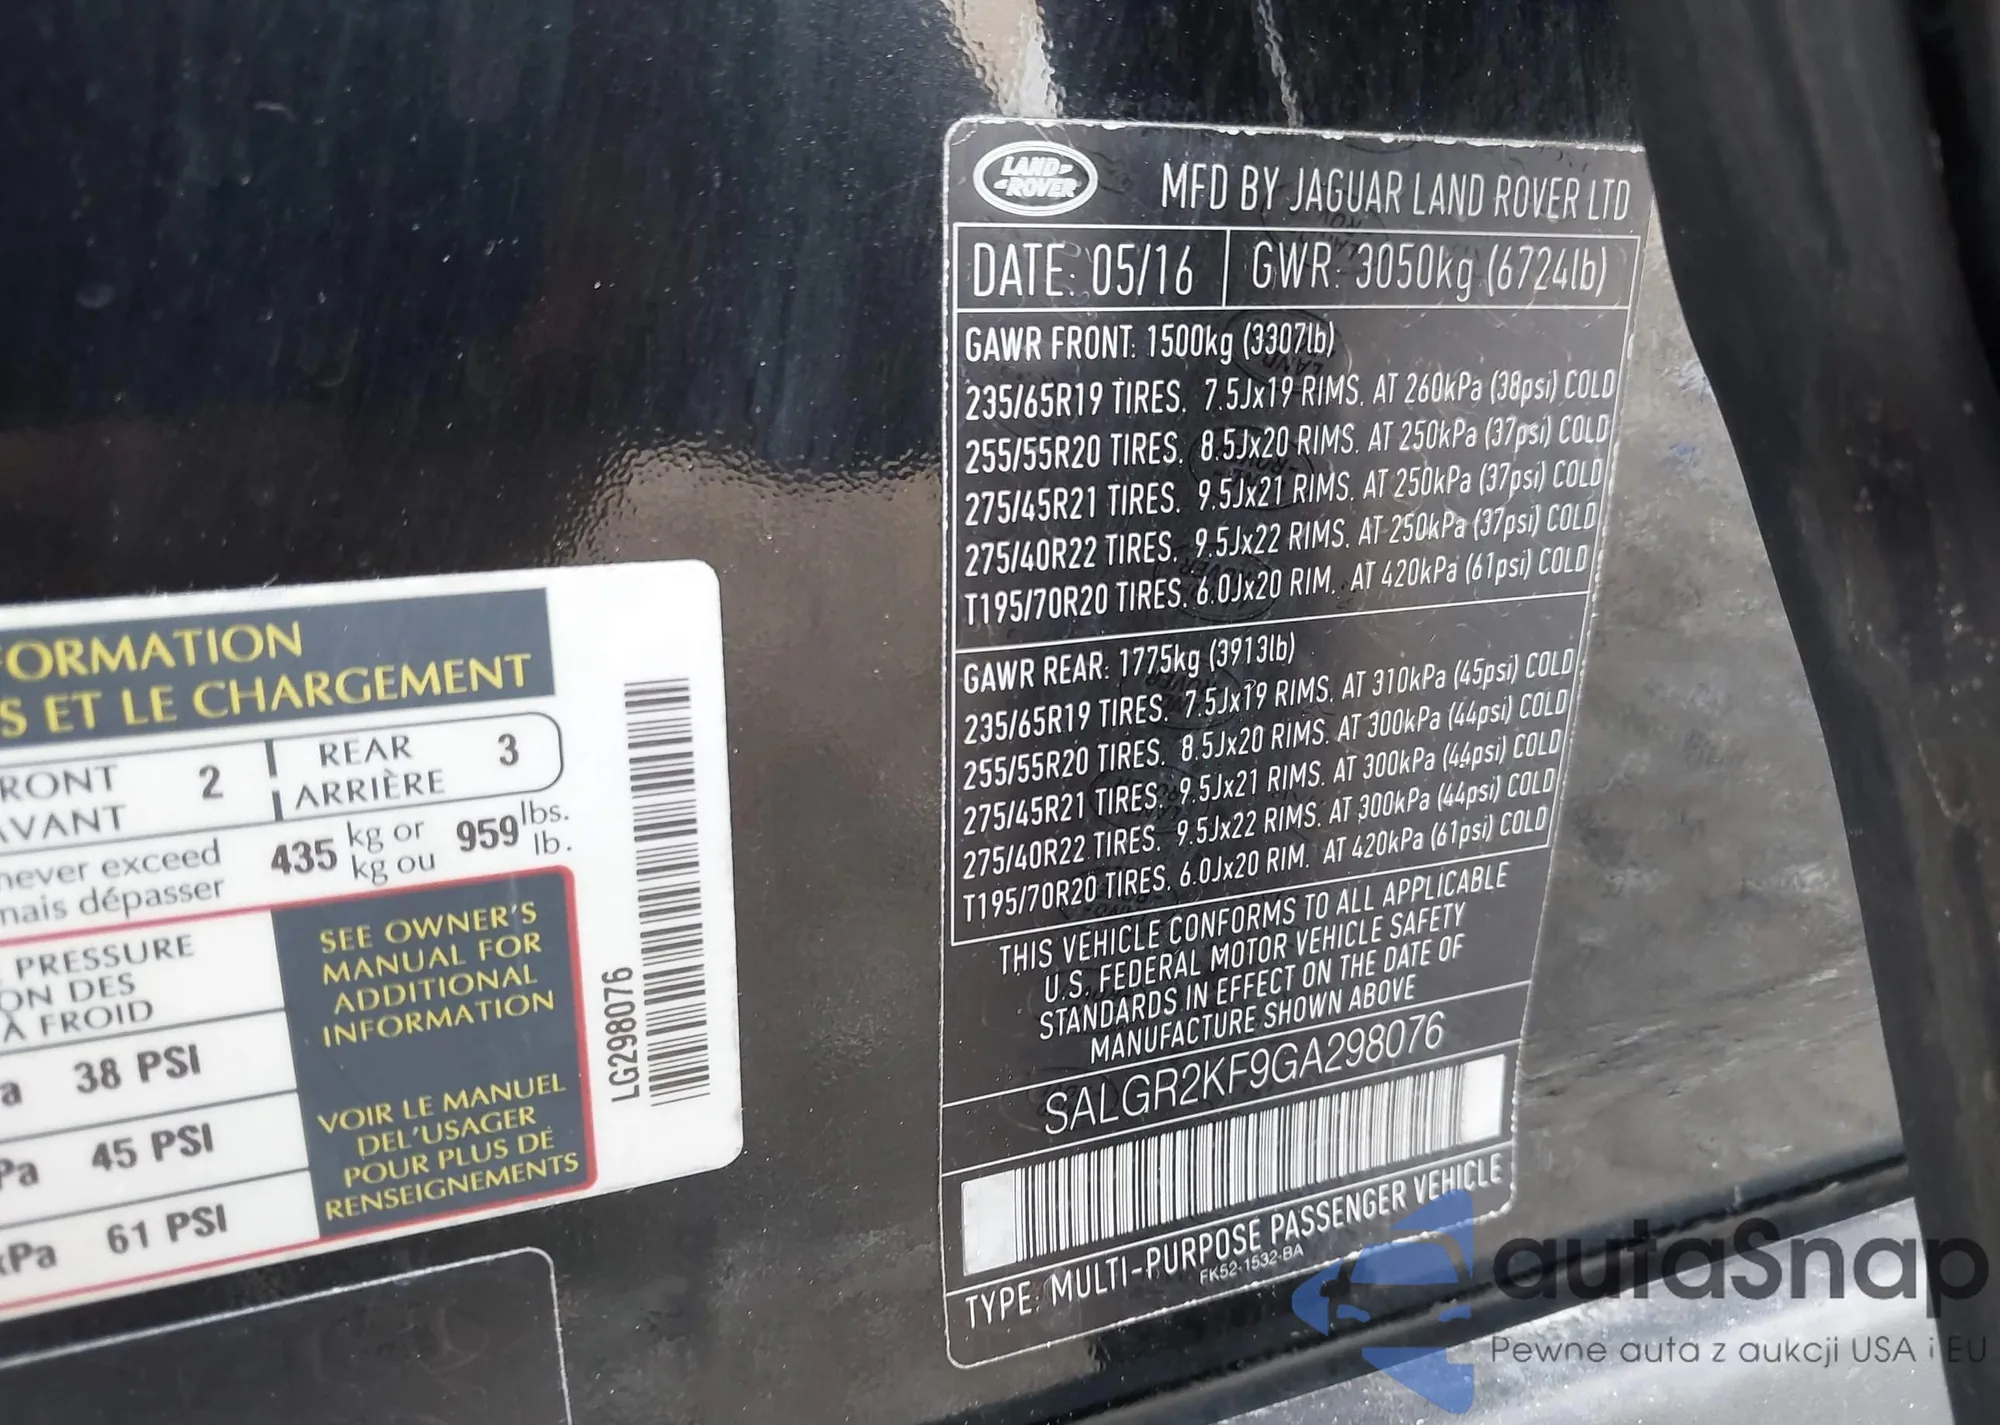 ORMATION
S ET LE CHARGEMENT
RONT
AVANT
2
REAR
ARRIÈRE
3
never exceed
mais dépasser
435 kg or 959 lbs.
kg ou lb.
PRESSURE
ON DES
À FROID
SEE OWNER'S
MANUAL FOR
ADDITIONAL
INFORMATION
VOIR LE MANUEL
DEL'USAGER
POUR PLUS DE
RENSEIGNEMENTS
a 38 PSI
Pa 45 PSI
kPa 61 PSI
LG298076
LAND
ROVER
MFD BY JAGUAR LAND ROVER LTD
DATE: 05/16 GWR: 3050kg (6724lb)
GAWR FRONT: 1500kg (3307lb)
235/65R19 TIRES. 7.5Jx19 RIMS. AT 260kPa (38psi) COLD
255/55R20 TIRES. 8.5Jx20 RIMS. AT 250kPa (37psi) COLD
275/45R21 TIRES. 9.5Jx21 RIMS. AT 250kPa (37psi) COLD
275/40R22 TIRES. 9.5Jx22 RIMS. AT 250kPa (37psi) COLD
T195/70R20 TIRES. 6.0Jx20 RIM. AT 420kPa (61psi) COLD
GAWR REAR: 1775kg (3913lb)
235/65R19 TIRES. 7.5Jx19 RIMS. AT 310kPa (45psi) COLD
255/55R20 TIRES. 8.5Jx20 RIMS. AT 300kPa (44psi) COLD
275/45R21 TIRES. 9.5Jx21 RIMS. AT 300kPa (44psi) COLD
275/40R22 TIRES. 9.5Jx22 RIMS. AT 300kPa (44psi) COLD
T195/70R20 TIRES. 6.0Jx20 RIM. AT 420kPa (61psi) COLD
THIS VEHICLE CONFORMS TO ALL APPLICABLE
U.S. FEDERAL MOTOR VEHICLE SAFETY
STANDARDS IN EFFECT ON THE DATE OF
MANUFACTURE SHOWN ABOVE
SALGR2KF9GA298076
TYPE: MULTI-PURPOSE PASSENGER VEHICLE
FK52-1532-BA
autaSnap
Pewne auta z aukcji USA i EU